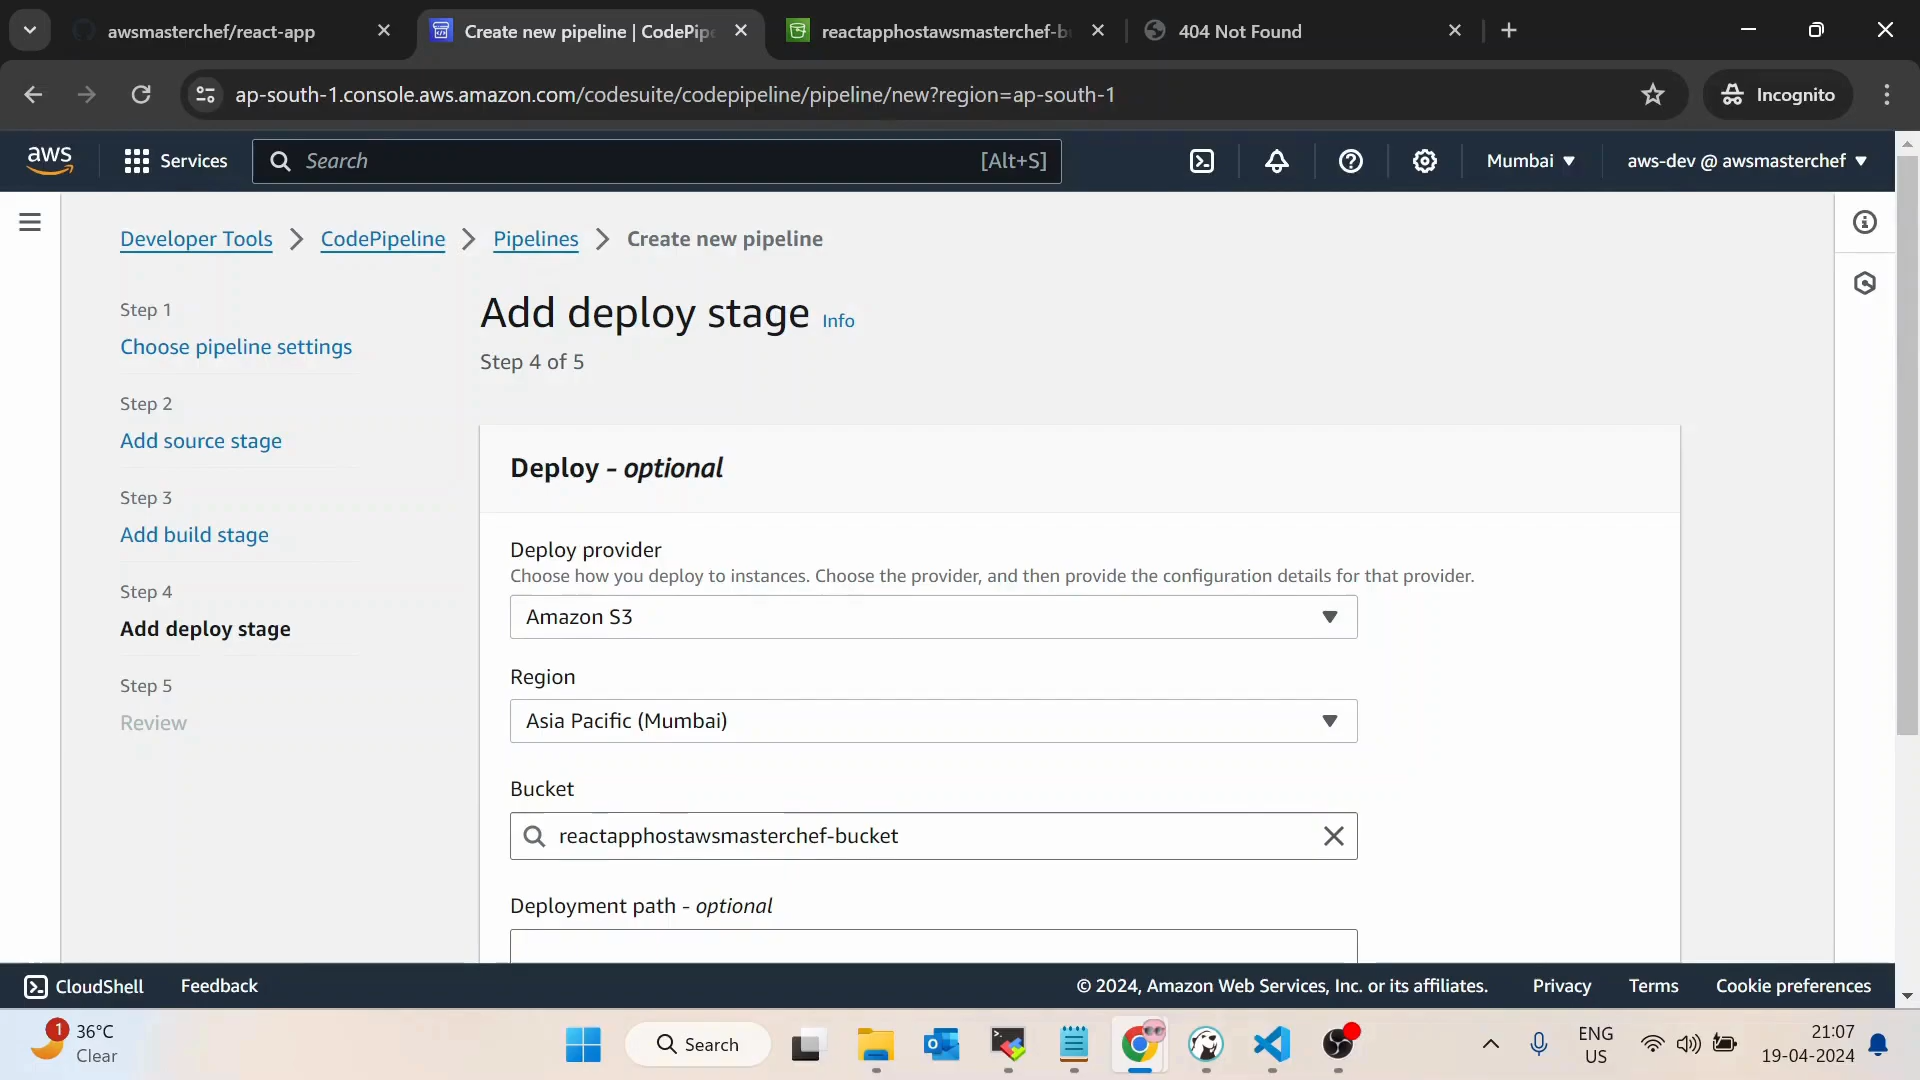 awsmasterchef/react-app
Create new pipeline | CodePipe
reactapphostawsmasterchef-b
404 Not Found
ap-south-1.console.aws.amazon.com/codesuite/codepipeline/pipeline/new?region=ap-south-1
Incognito
aws
Services
Search
[Alt+S]
Mumbai
aws-dev @ awsmasterchef
Developer Tools
CodePipeline
Pipelines
Create new pipeline
Step 1
Choose pipeline settings
Step 2
Add source stage
Step 3
Add build stage
Step 4
Add deploy stage
Step 5
Review
Add deploy stage Info
Step 4 of 5
Deploy - optional
Deploy provider
Choose how you deploy to instances. Choose the provider, and then provide the configuration details for that provider.
Amazon S3
Region
Asia Pacific (Mumbai)
Bucket
reactapphostawsmasterchef-bucket
Deployment path - optional
CloudShell
Feedback
© 2024, Amazon Web Services, Inc. or its affiliates.
Privacy
Terms
Cookie preferences
1
36°C
Clear
Search
ENG
US
21:07
19-04-2024